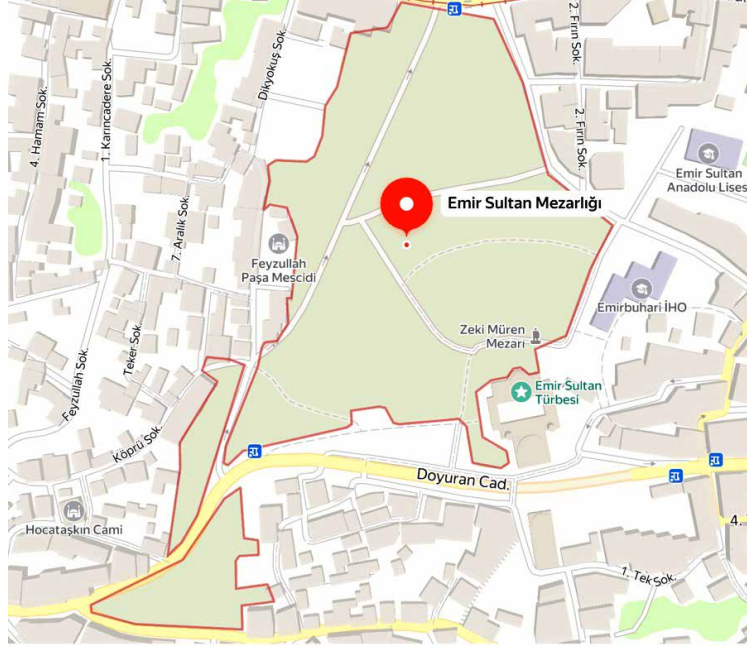 4. Hamam Sok.
1. Karıncadere Sok.
Dikyokuş Sok.
2. Fırın Sok.
2. Fırın Sok.
Emir Sultan
Anadolu Lises
7. Aralık Sok.
Emir Sultan Mezarlığı
Feyzullah
Paşa Mescidi
Emirbuhari İHO
Zeki Müren
Mezarı
Feyzullah Sok.
Teker Sok.
Emir Sultan
Türbesi
Köprü Sok.
Doyuran Cad.
Hocataşkın Cami
4.
1. Tek Sok.